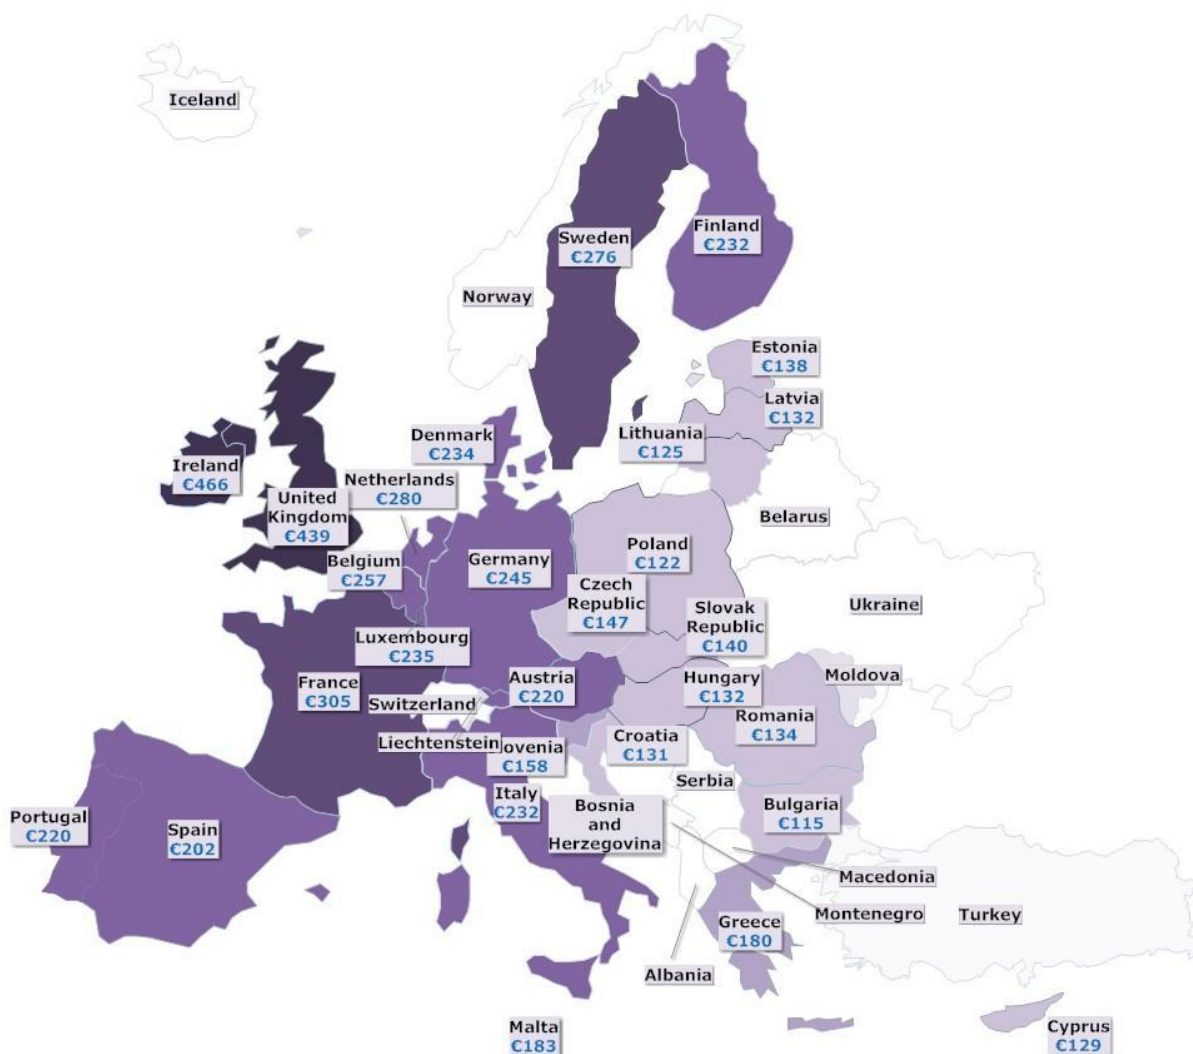 Iceland
Sweden
€276
Finland
€232
Norway
Estonia
€138
Latvia
€132
Lithuania
€125
Denmark
€234
Ireland
€466
Netherlands
€280
United
Kingdom
€439
Belarus
Belgium
€257
Germany
€245
Poland
€122
Czech
Republic
€147
Slovak
Republic
€140
Ukraine
Luxembourg
€235
France
€305
Austria
€220
Hungary
€132
Moldova
Switzerland
Romania
€134
Liechtenstein
lovenia
€158
Croatia
€131
Serbia
Italy
€232
Bosnia
and
Herzegovina
Bulgaria
€115
Portugal
€220
Spain
€202
Macedonia
Montenegro
Turkey
Greece
€180
Albania
Malta
€183
Cyprus
€129